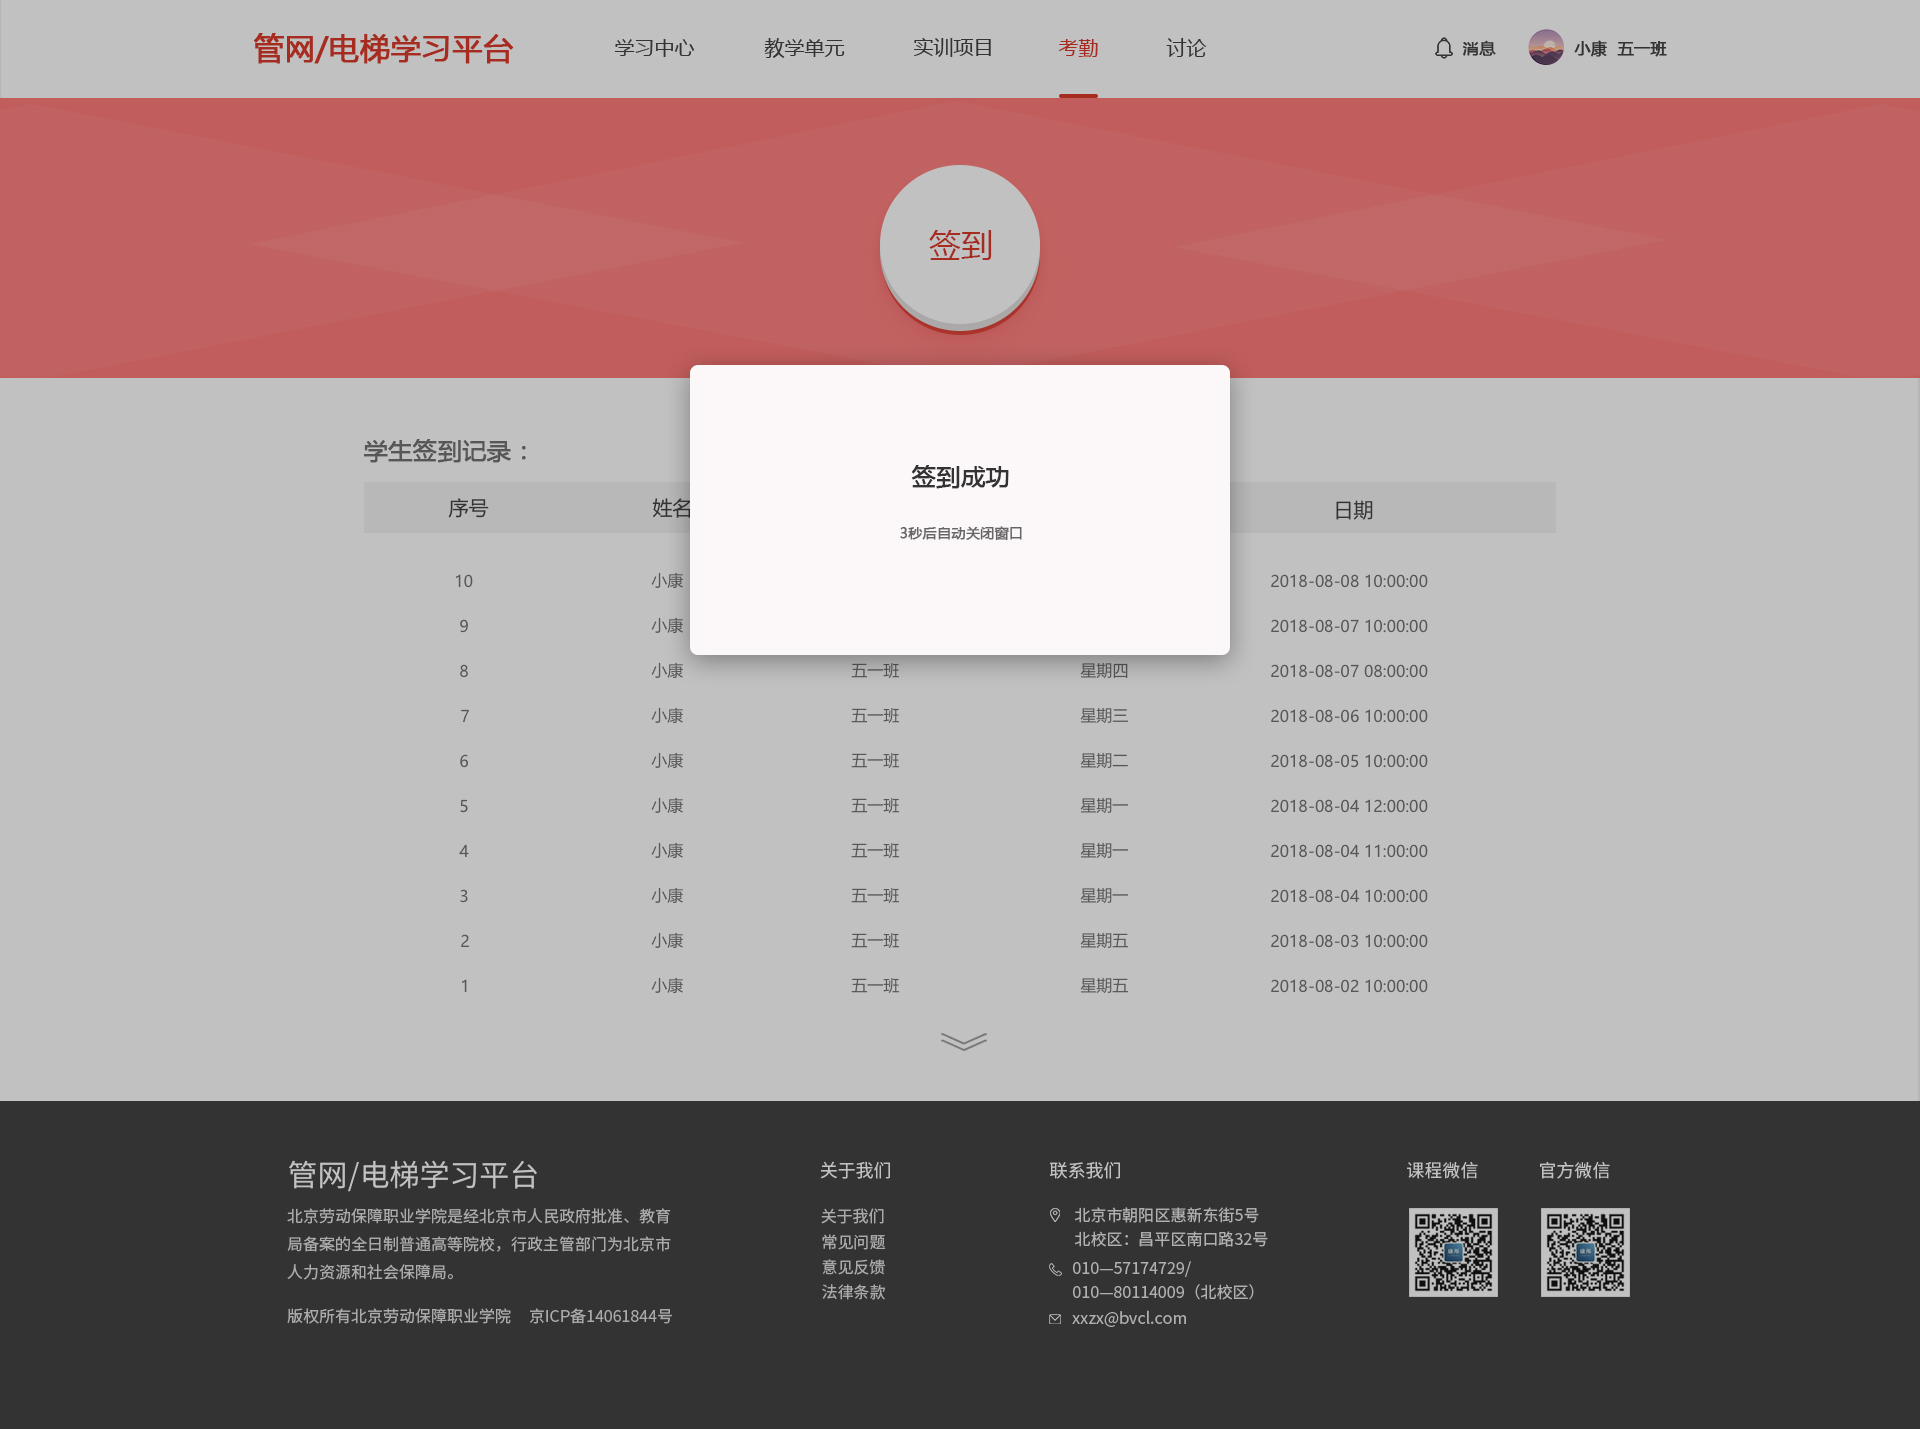 管网/电梯学习平台 学习中心 教学单元 实训项目 考勤 讨论 消息 小康 五一班
签到
签到成功
3秒后自动关闭窗口
学生签到记录：
序号 姓名 日期
10 小康 2018-08-08 10:00:00
9 小康 2018-08-07 10:00:00
8 小康 五一班 星期四 2018-08-07 08:00:00
7 小康 五一班 星期三 2018-08-06 10:00:00
6 小康 五一班 星期二 2018-08-05 10:00:00
5 小康 五一班 星期一 2018-08-04 12:00:00
4 小康 五一班 星期一 2018-08-04 11:00:00
3 小康 五一班 星期一 2018-08-04 10:00:00
2 小康 五一班 星期五 2018-08-03 10:00:00
1 小康 五一班 星期五 2018-08-02 10:00:00
管网/电梯学习平台
北京劳动保障职业学院是经北京市人民政府批准、教育
局备案的全日制普通高等院校，行政主管部门为北京市
人力资源和社会保障局。
版权所有北京劳动保障职业学院 京ICP备14061844号
关于我们
关于我们
常见问题
意见反馈
法律条款
联系我们
北京市朝阳区惠新东街5号
北校区：昌平区南口路32号
010—57174729/
010—80114009（北校区）
xxzx@bvcl.com
课程微信 官方微信